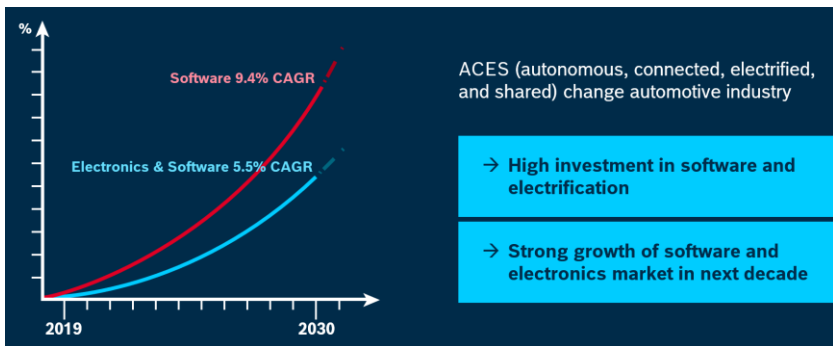 %
Software 9.4% CAGR
Electronics & Software 5.5% CAGR
2019
2030
ACES (autonomous, connected, electrified,
and shared) change automotive industry
→ High investment in software and
electrification
→ Strong growth of software and
electronics market in next decade